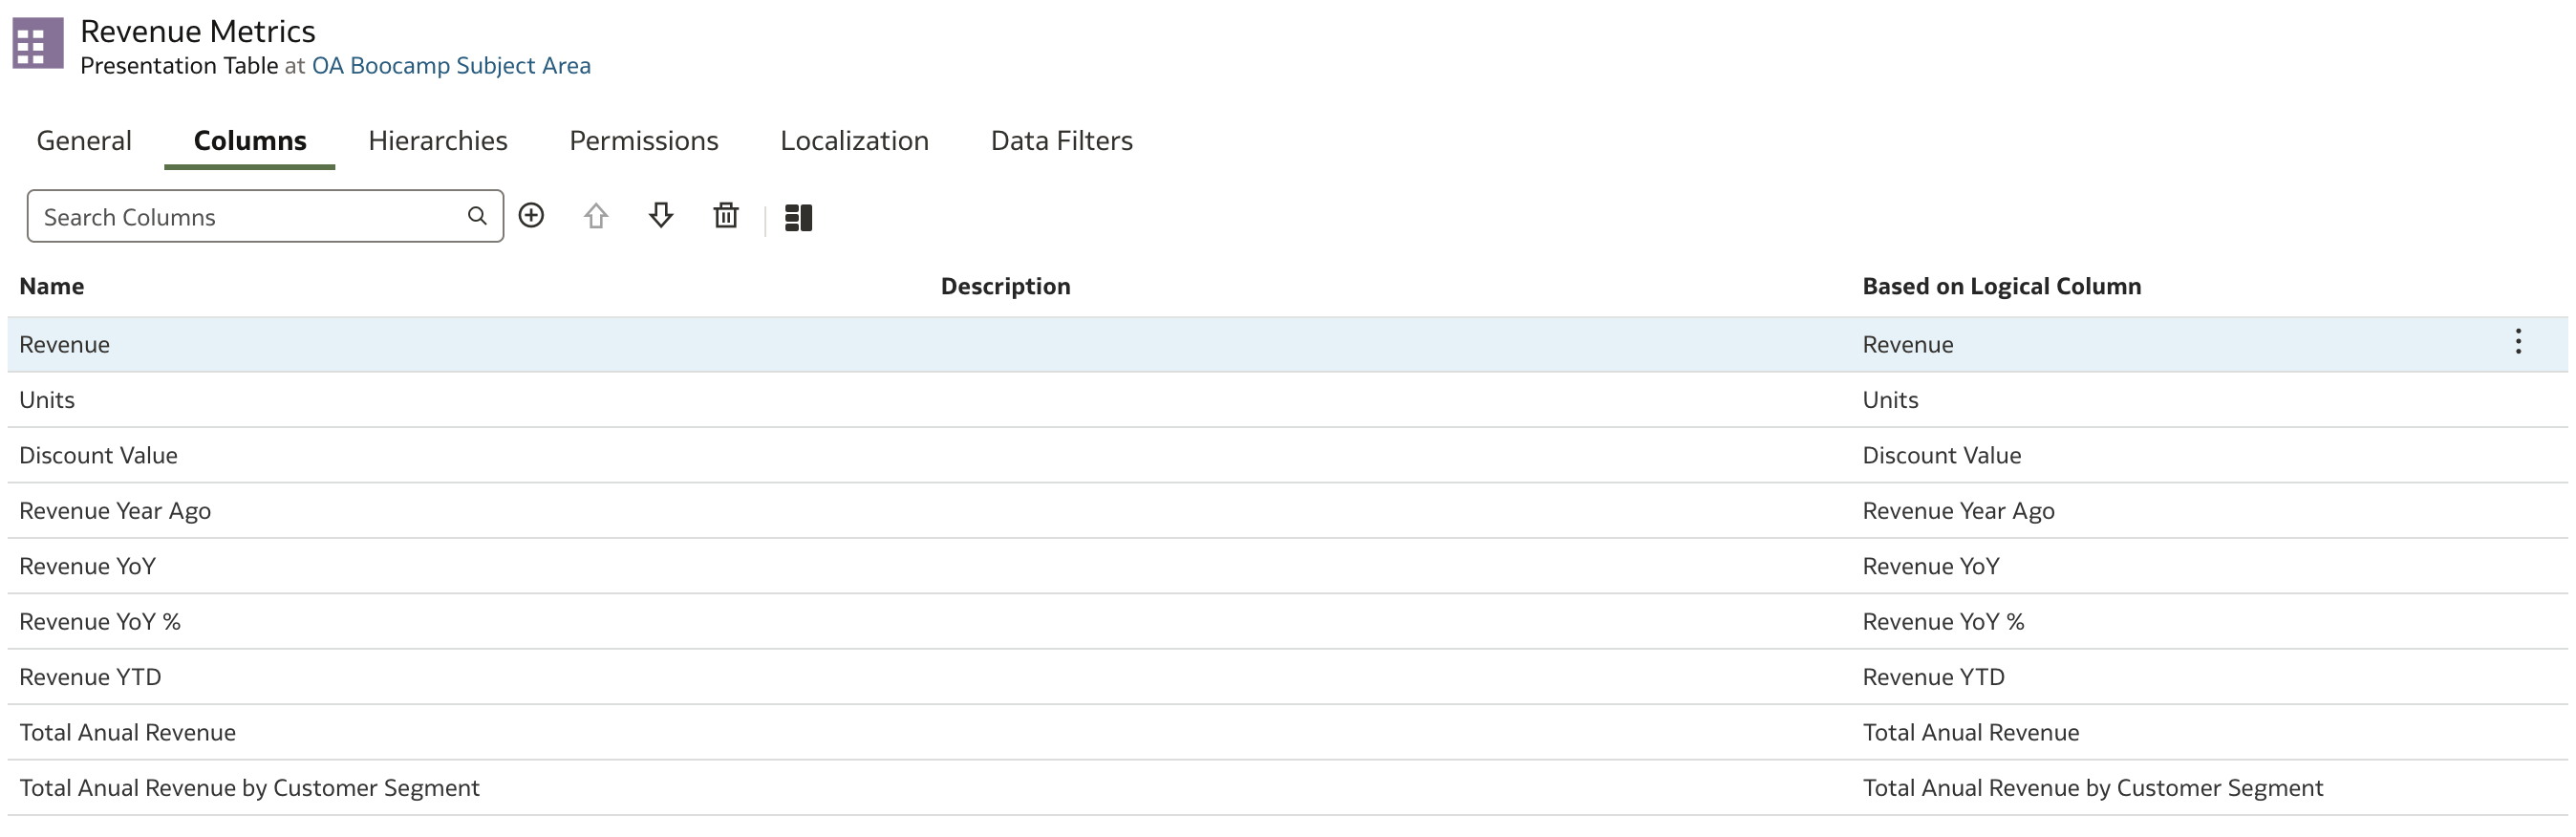 Revenue Metrics
Presentation Table at OA Boocamp Subject Area
General Columns Hierarchies Permissions Localization Data Filters
Search Columns
Name Description Based on Logical Column
Revenue Revenue
Units Units
Discount Value Discount Value
Revenue Year Ago Revenue Year Ago
Revenue YoY Revenue YoY
Revenue YoY % Revenue YoY %
Revenue YTD Revenue YTD
Total Anual Revenue Total Anual Revenue
Total Anual Revenue by Customer Segment Total Anual Revenue by Customer Segment